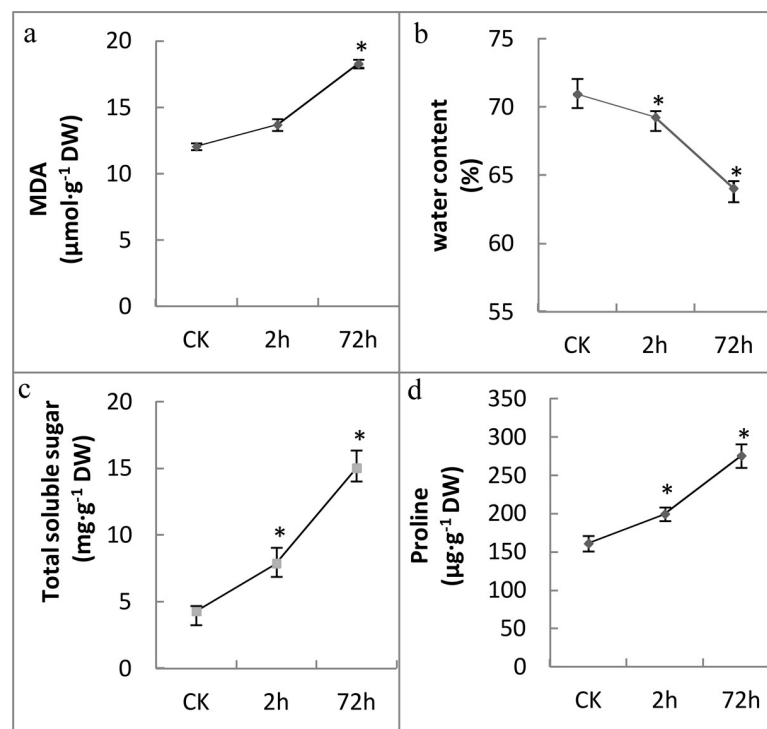 a
MDA
(μmol·g⁻¹ DW)
20
15
10
5
0
*
CK 2h 72h
b
water content
(%)
75
70
65
60
55
*
*
CK 2h 72h
c
Total soluble sugar
(mg·g⁻¹ DW)
20
15
10
5
0
*
*
CK 2h 72h
d
Proline
(μg·g⁻¹ DW)
350
300
250
200
150
100
50
0
*
*
CK 2h 72h